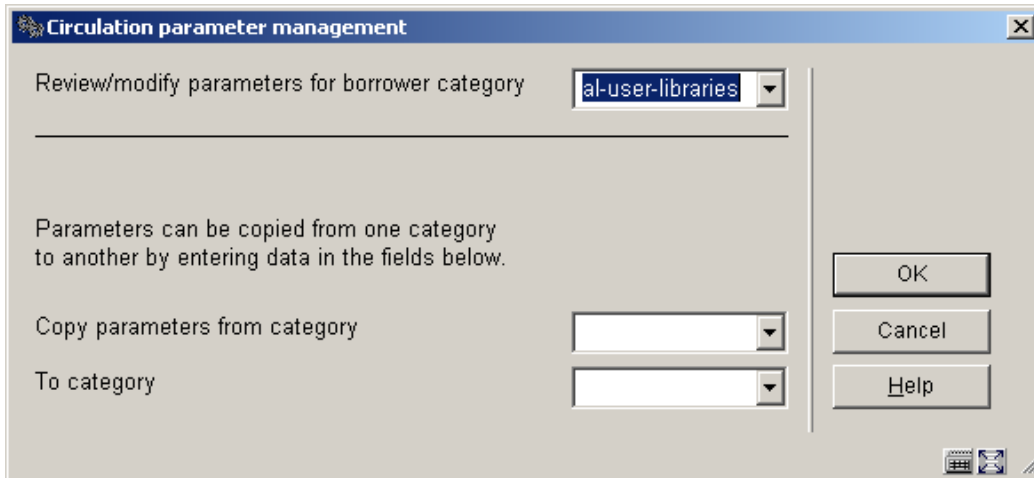 Circulation parameter management
Review/modify parameters for borrower category
al-user-libraries
Parameters can be copied from one category
to another by entering data in the fields below.
Copy parameters from category
To category
OK
Cancel
Help